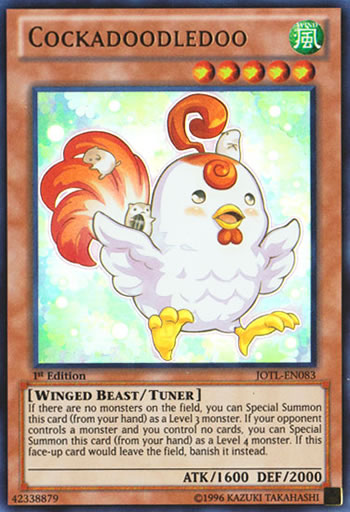 COCKADOODLEDOO
WIND
風
1st Edition
JOTL-EN083
[WINGED BEAST/TUNER]
If there are no monsters on the field, you can Special Summon
this card (from your hand) as a Level 3 monster. If your opponent
controls a monster and you control no cards, you can Special
Summon this card (from your hand) as a Level 4 monster. If this
face-up card would leave the field, banish it instead.
ATK/1600 DEF/2000
42338879
©1996 KAZUKI TAKAHASHI